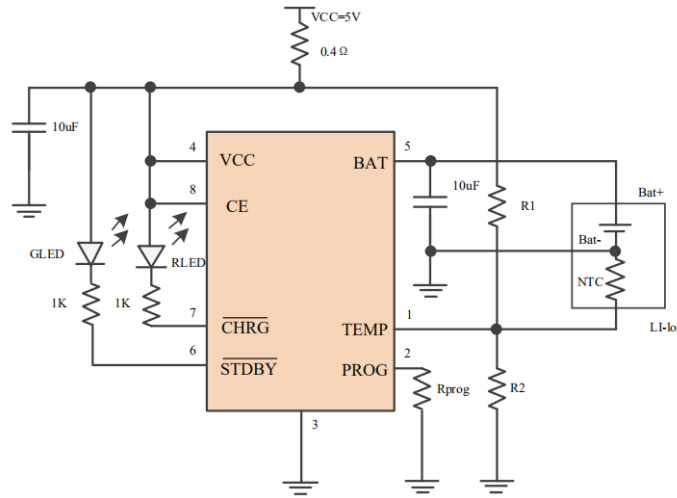 VCC=5V
0.4Ω
10uF
4
VCC
BAT
5
8
CE
10uF
R1
Bat+
Bat-
GLED
RLED
NTC
1K
1K
7
CHRG
TEMP
1
LI-lo
6
STDBY
PROG
2
Rprog
R2
3